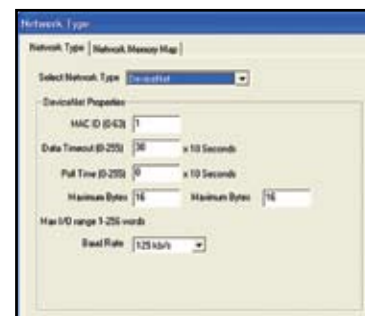 Network Type
Network Type Network Memory Map
Select Network Type DeviceNet
DeviceNet Properties
MAC ID (0-63) 1
Data Timeout (0-255) 30 x 10 Seconds
Poll Time (0-255) 0 x 10 Seconds
Maximum Bytes 16 Maximum Bytes 16
Max I/O range 1-256 words
Baud Rate 125 kb/s